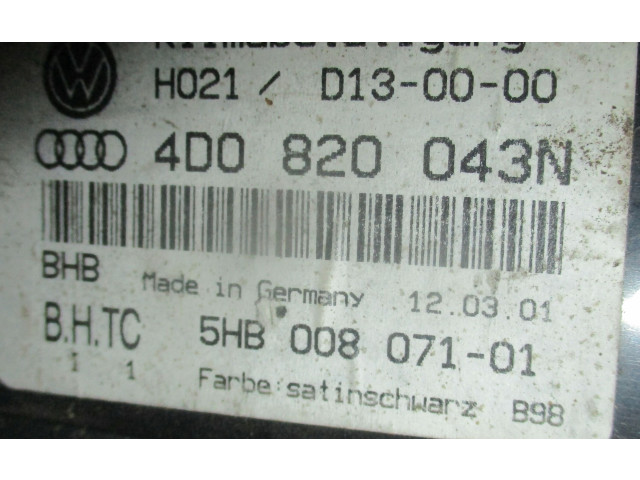 Klimabetätigung
H021 / D13-00-00
4D0 820 043N
BHB Made in Germany 12.03.01
B.H.TC 5HB 008 071-01
1 1 Farbe:satinschwarz B98